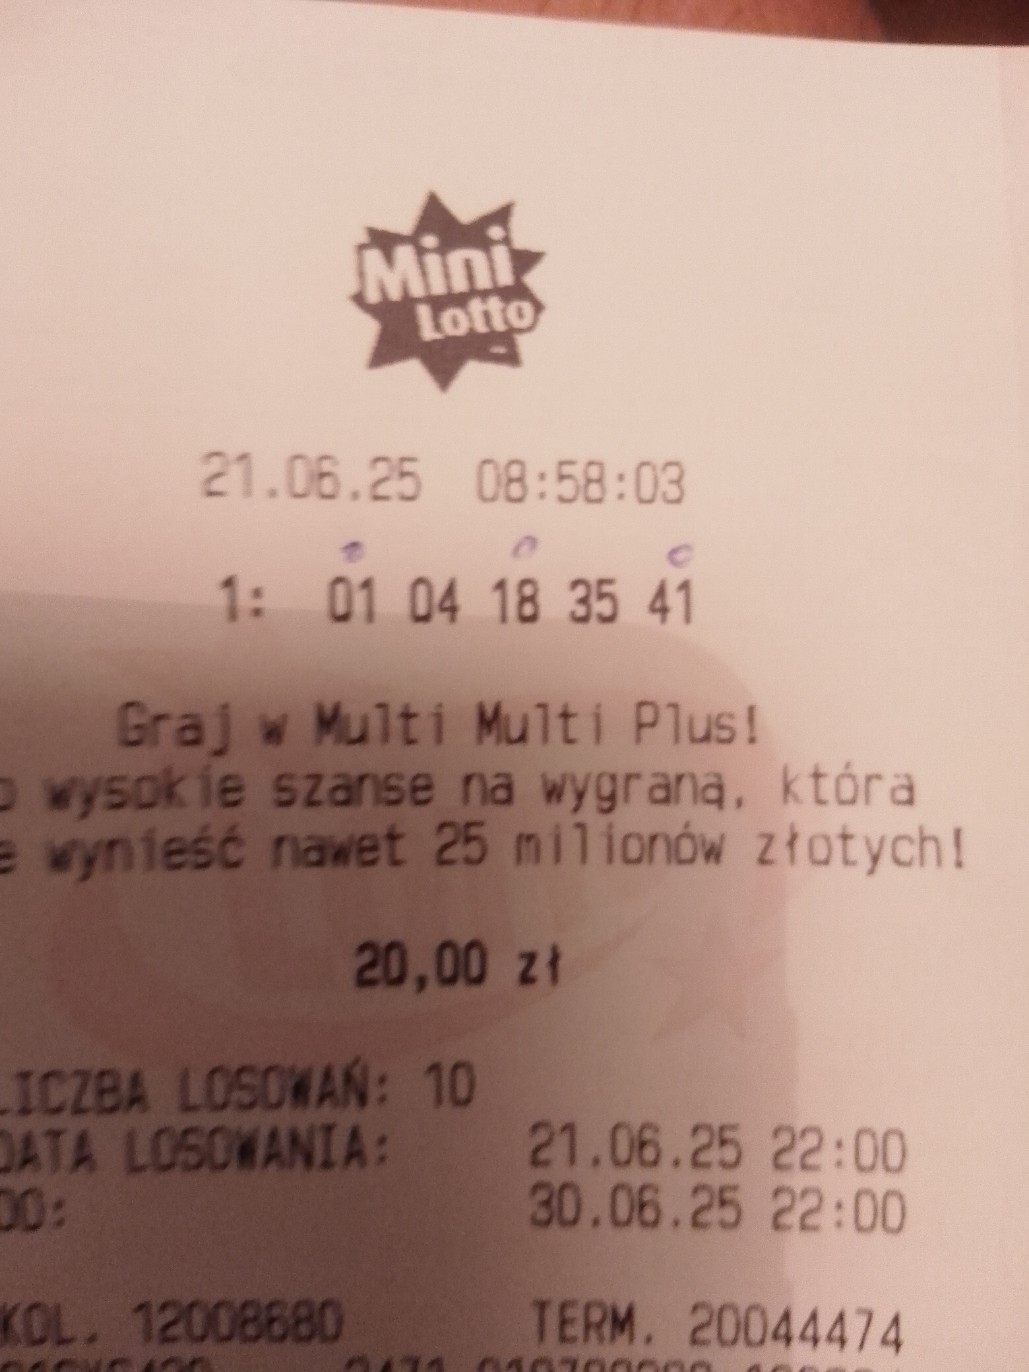 Mini
Lotto
21.06.25 08:58:03
1: 01 04 18 35 41
Graj w Multi Multi Plus!
o wysokie szanse na wygraną, która
e wynieść nawet 25 milionów złotych!
20,00 zł
LICZBA LOSOWAŃ: 10
DATA LOSOWANIA: 21.06.25 22:00
DO: 30.06.25 22:00
KOL. 12008680 TERM. 20044474